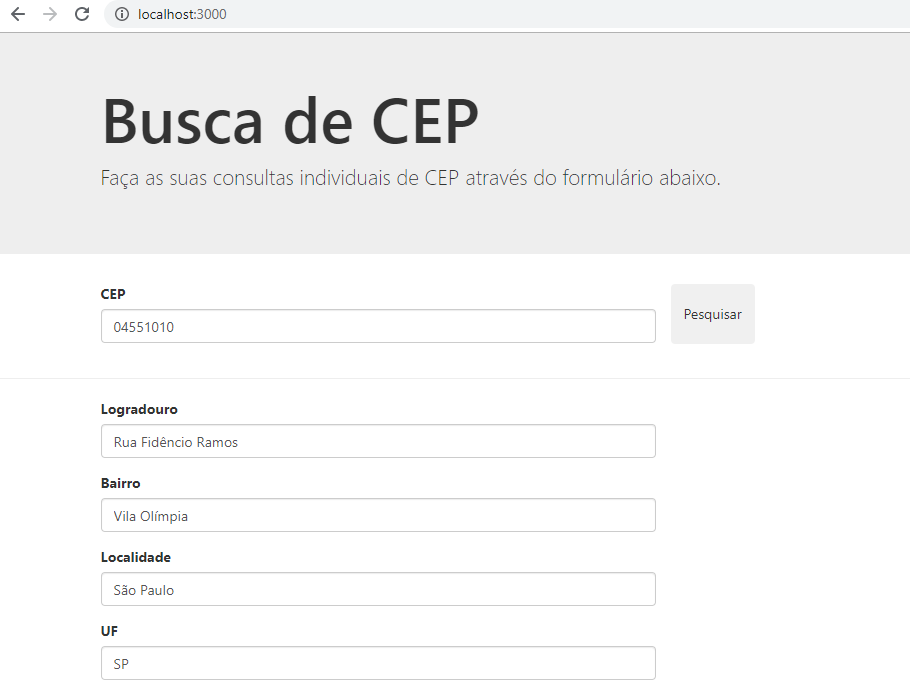 localhost:3000
Busca de CEP
Faça as suas consultas individuais de CEP através do formulário abaixo.
CEP
04551010
Pesquisar
Logradouro
Rua Fidêncio Ramos
Bairro
Vila Olímpia
Localidade
São Paulo
UF
SP